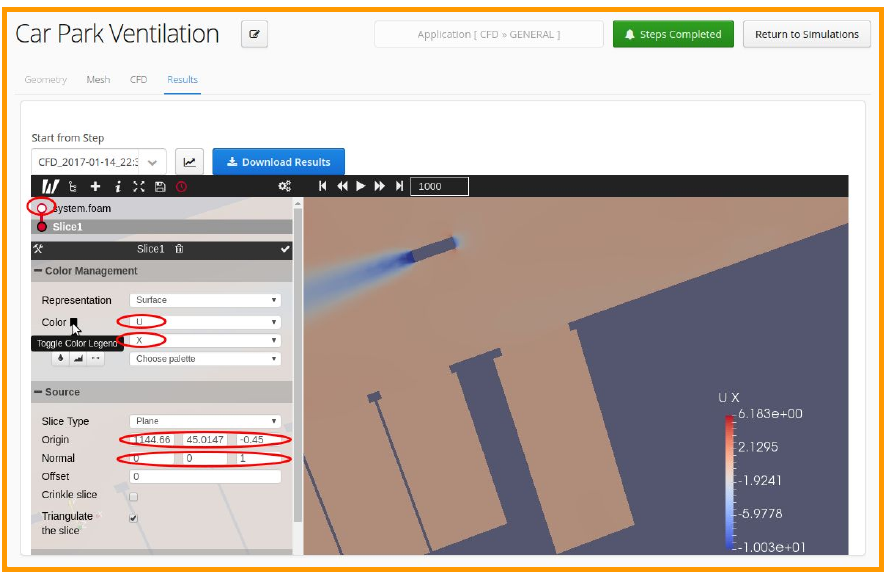 Car Park Ventilation
Application [ CFD » GENERAL ]
Steps Completed
Return to Simulations
Geometry Mesh CFD Results
Start from Step
CFD_2017-01-14_22:3
Download Results
1000
system.foam
Slice1
Slice1
Color Management
Representation Surface
Color U
X
Toggle Color Legend
Choose palette
Source
Slice Type Plane
Origin 1144.66 45.0147 -0.45
Normal 0 0 1
Offset 0
Crinkle slice
Triangulate
the slice
U X
6.183e+00
2.1295
-1.9241
-5.9778
-1.003e+01